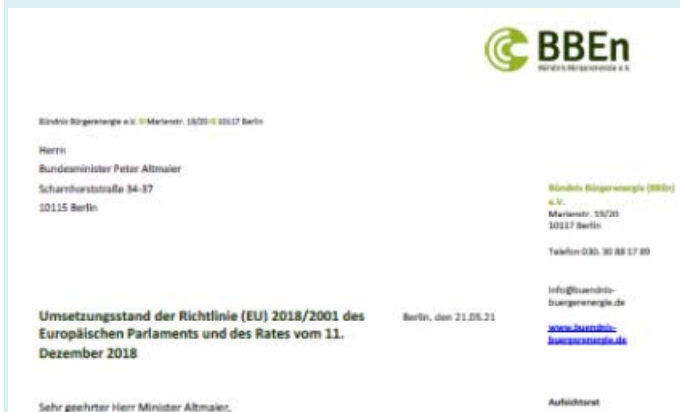 BBEn
Bündnis Bürgerenergie e.V.
Bündnis Bürgerenergie e.V. Marienstr. 19/20 10117 Berlin
Herrn
Bundesminister Peter Altmaier
Scharnhorststraße 34-37
10115 Berlin
Bündnis Bürgerenergie (BBEn)
e.V.
Marienstr. 19/20
10117 Berlin
Telefon 030. 30 88 17 89
info@buendnis-
buergerenergie.de
www.buendnis-
buergerenergie.de
Umsetzungsstand der Richtlinie (EU) 2018/2001 des
Europäischen Parlaments und des Rates vom 11.
Dezember 2018
Berlin, den 21.05.21
Aufsichtsrat
Sehr geehrter Herr Minister Altmaier,